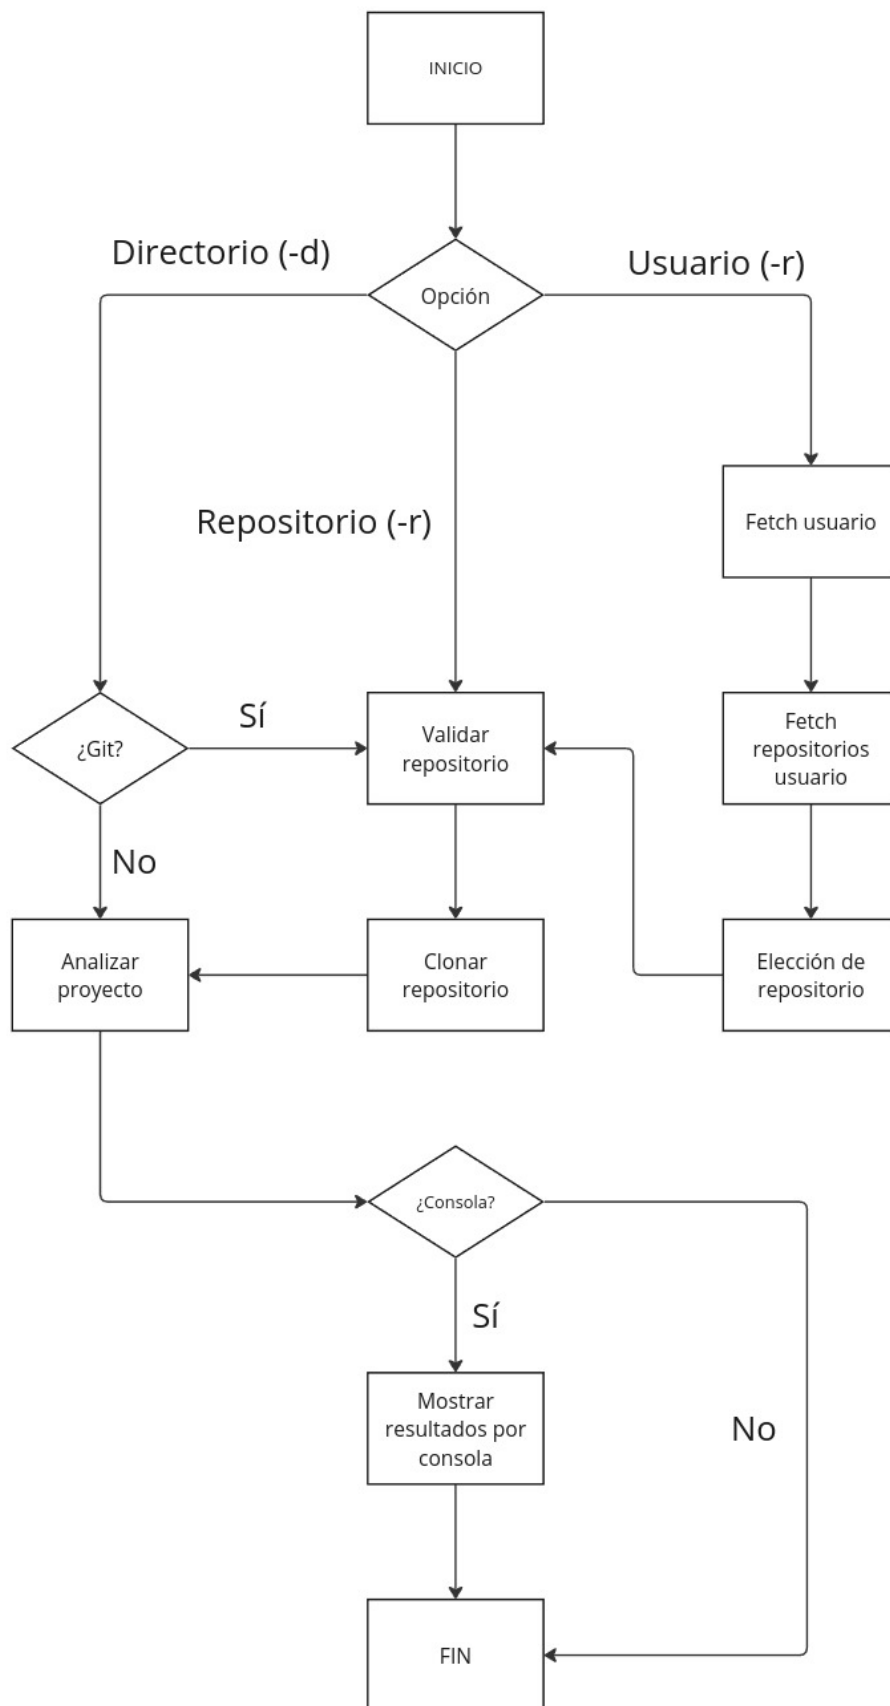 INICIO
Directorio (-d)
Usuario (-r)
Opción
Repositorio (-r)
Fetch usuario
Sí
¿Git?
Validar
repositorio
Fetch
repositorios
usuario
No
Analizar
proyecto
Clonar
repositorio
Elección de
repositorio
¿Consola?
Sí
Mostrar
resultados por
consola
No
FIN